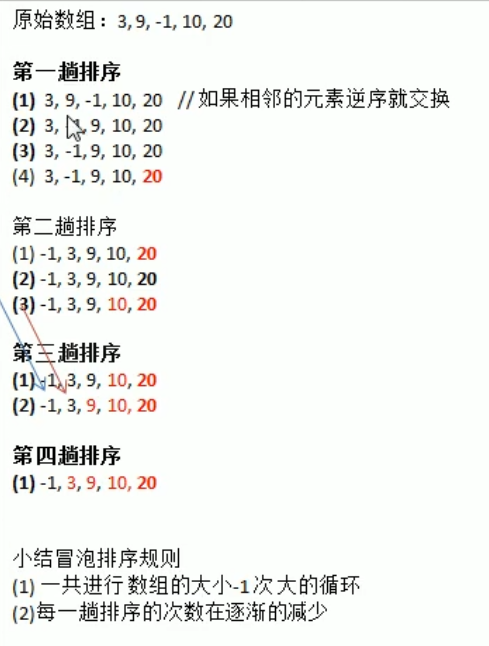 原始数组：3, 9, -1, 10, 20
第一趟排序
(1) 3, 9, -1, 10, 20 //如果相邻的元素逆序就交换
(2) 3, 9, 10, 20
(3) 3, -1, 9, 10, 20
(4) 3, -1, 9, 10, 20
第二趟排序
(1) -1, 3, 9, 10, 20
(2) -1, 3, 9, 10, 20
(3) -1, 3, 9, 10, 20
第三趟排序
(1) -1, 3, 9, 10, 20
(2) -1, 3, 9, 10, 20
第四趟排序
(1) -1, 3, 9, 10, 20
小结冒泡排序规则
(1) 一共进行数组的大小-1次大的循环
(2)每一趟排序的次数在逐渐的减少